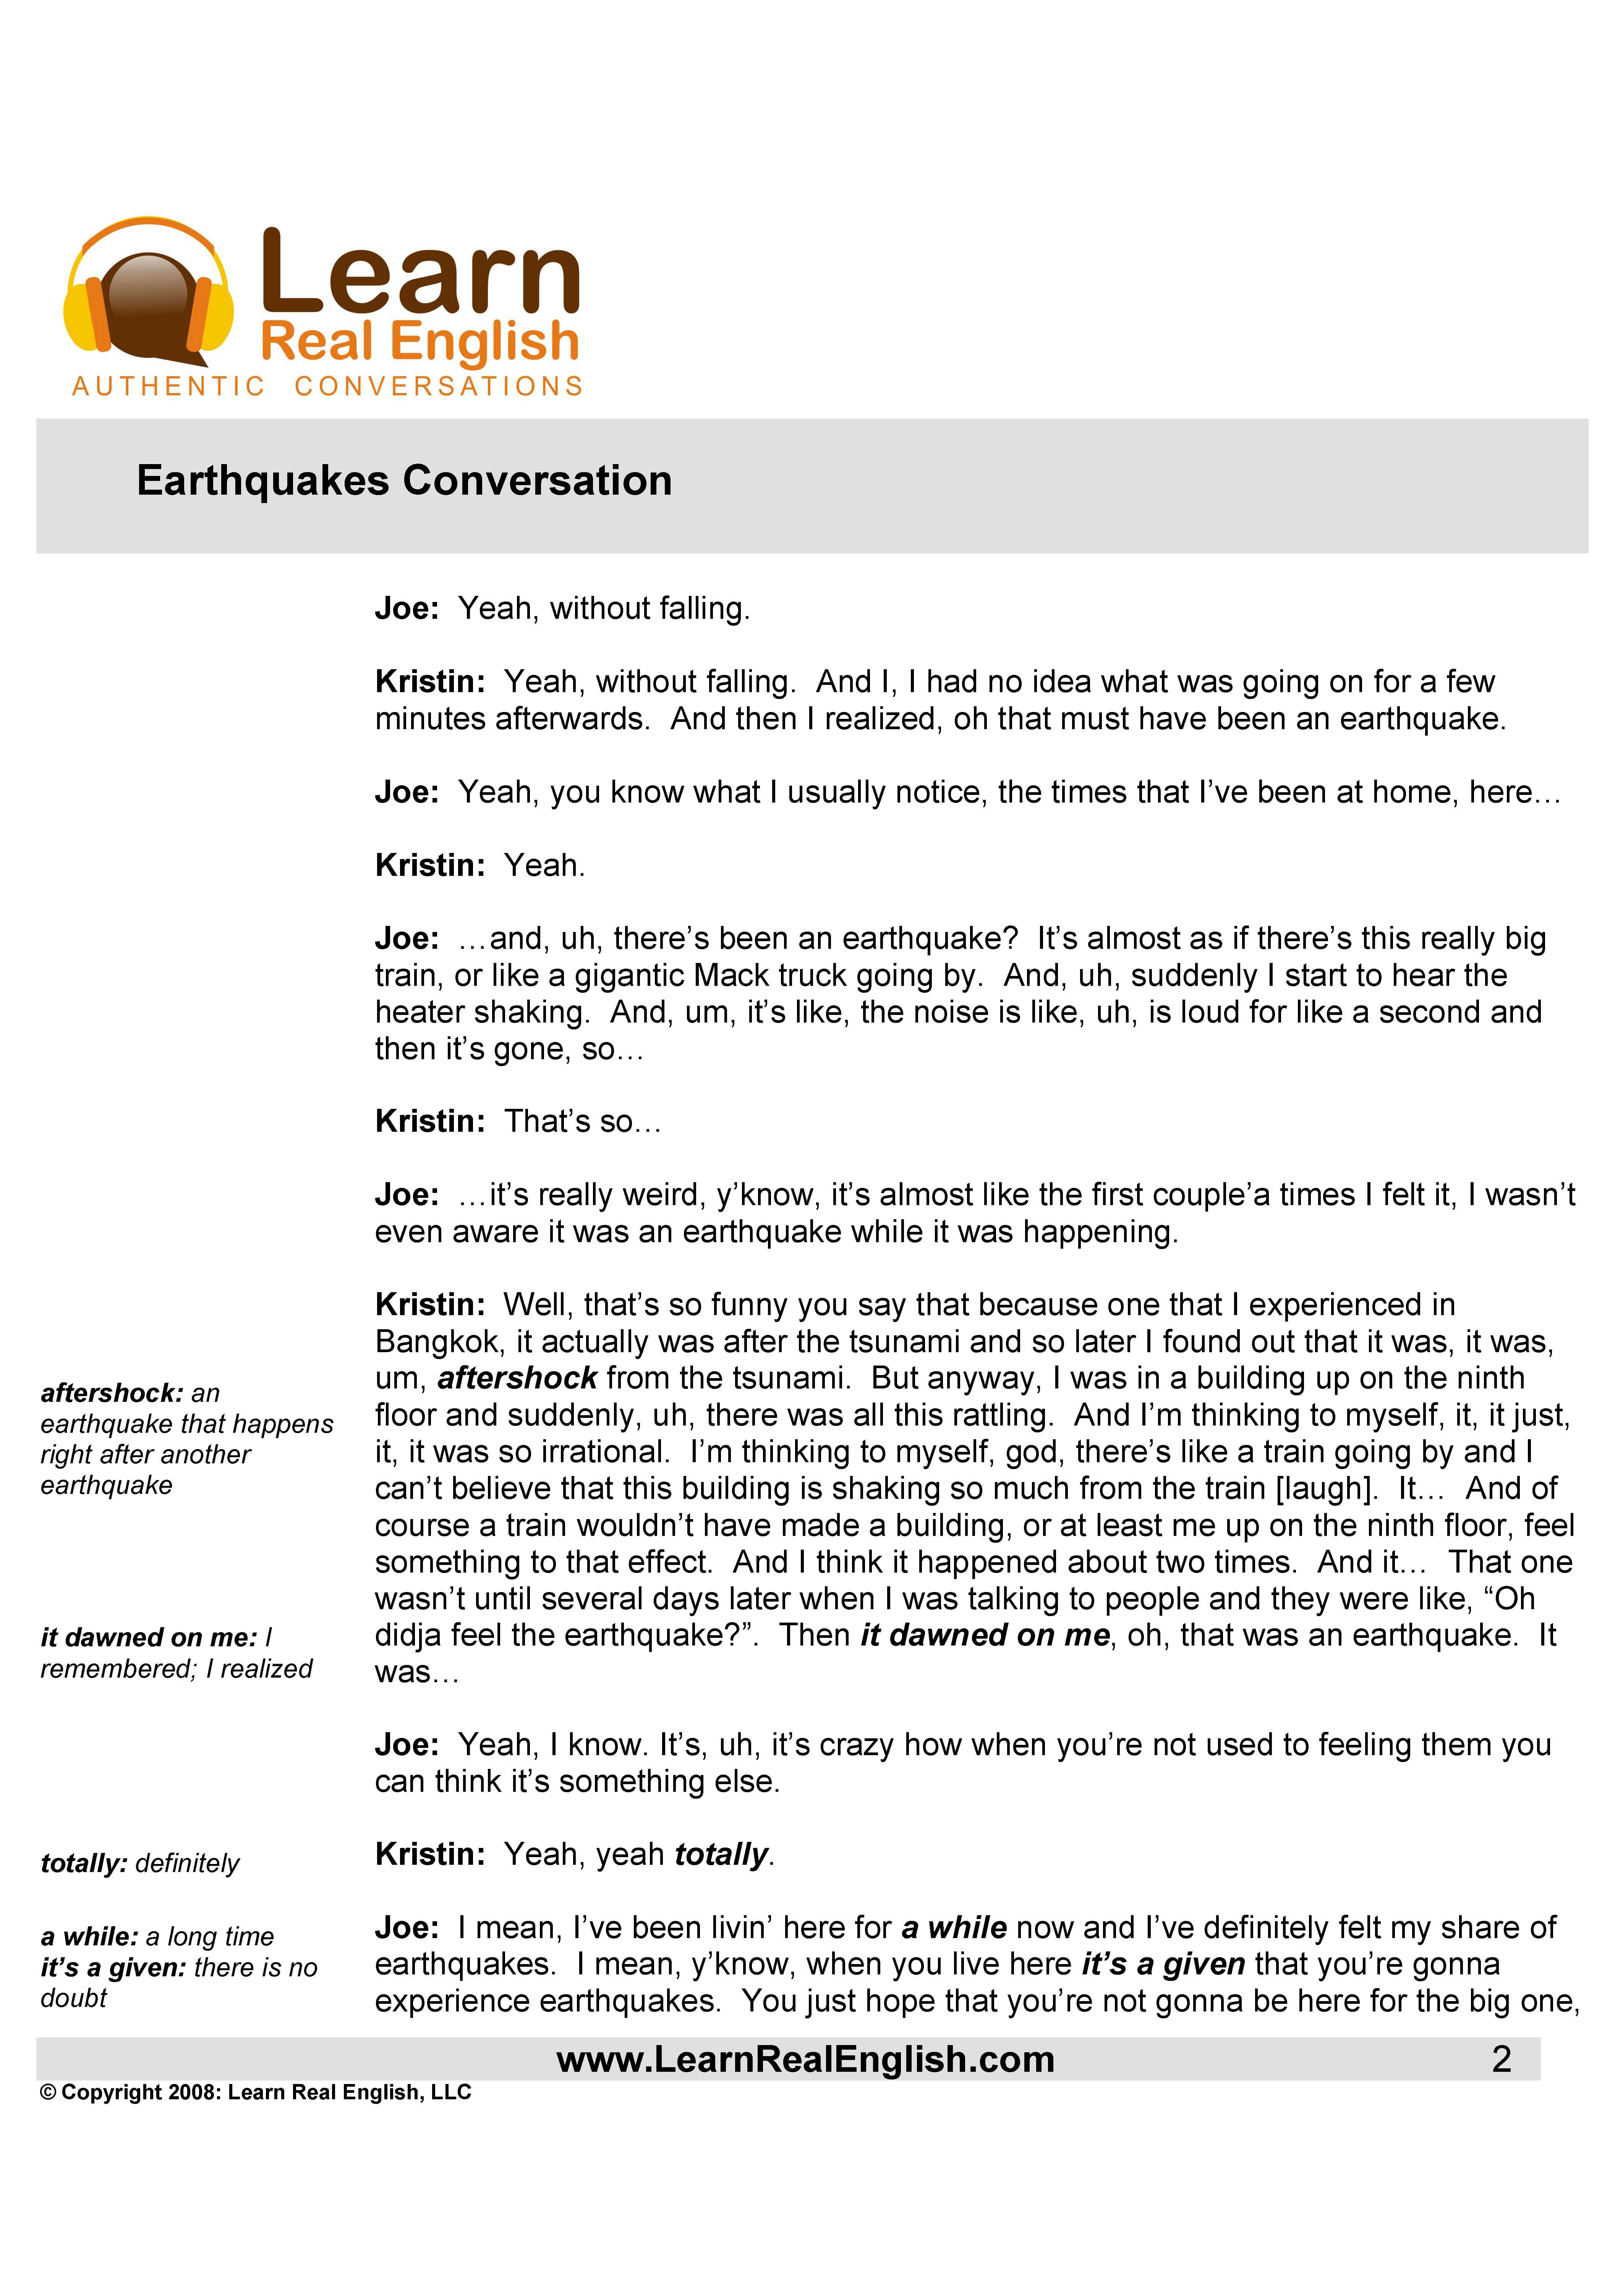 Learn
Real English
AUTHENTIC CONVERSATIONS
Earthquakes Conversation
Joe: Yeah, without falling.
Kristin: Yeah, without falling. And I, I had no idea what was going on for a few
minutes afterwards. And then I realized, oh that must have been an earthquake.
Joe: Yeah, you know what I usually notice, the times that I’ve been at home, here…
Kristin: Yeah.
Joe: …and, uh, there’s been an earthquake? It’s almost as if there’s this really big
train, or like a gigantic Mack truck going by. And, uh, suddenly I start to hear the
heater shaking. And, um, it’s like, the noise is like, uh, is loud for like a second and
then it’s gone, so…
Kristin: That’s so…
Joe: …it’s really weird, y’know, it’s almost like the first couple’a times I felt it, I wasn’t
even aware it was an earthquake while it was happening.
Kristin: Well, that’s so funny you say that because one that I experienced in
Bangkok, it actually was after the tsunami and so later I found out that it was, it was,
um, aftershock from the tsunami. But anyway, I was in a building up on the ninth
floor and suddenly, uh, there was all this rattling. And I’m thinking to myself, it, it just,
it, it was so irrational. I’m thinking to myself, god, there’s like a train going by and I
can’t believe that this building is shaking so much from the train [laugh]. It… And of
course a train wouldn’t have made a building, or at least me up on the ninth floor, feel
something to that effect. And I think it happened about two times. And it… That one
wasn’t until several days later when I was talking to people and they were like, “Oh
didja feel the earthquake?”. Then it dawned on me, oh, that was an earthquake. It
was…
aftershock: an
earthquake that happens
right after another
earthquake
it dawned on me: I
remembered; I realized
Joe: Yeah, I know. It’s, uh, it’s crazy how when you’re not used to feeling them you
can think it’s something else.
Kristin: Yeah, yeah totally.
totally: definitely
Joe: I mean, I’ve been livin’ here for a while now and I’ve definitely felt my share of
earthquakes. I mean, y’know, when you live here it’s a given that you’re gonna
experience earthquakes. You just hope that you’re not gonna be here for the big one,
a while: a long time
it’s a given: there is no
doubt
www.LearnRealEnglish.com 2
© Copyright 2008: Learn Real English, LLC